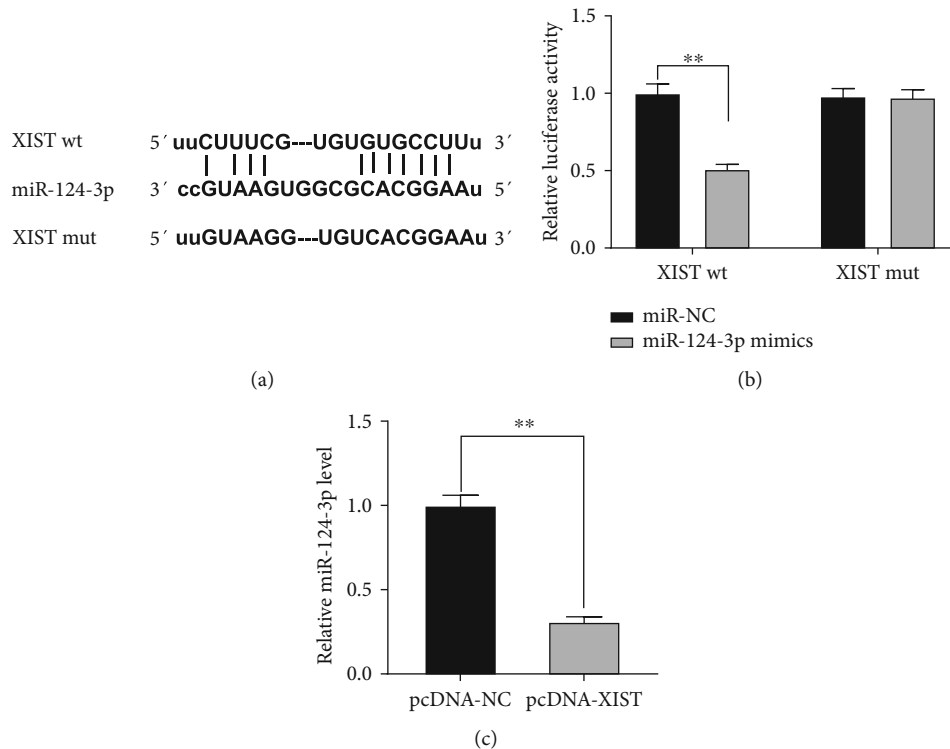 XIST wt 5′ uuCUUUCG---UGUGUGCCUUu 3′
miR-124-3p 3′ ccGUAAGUGGCGCACGGAAu 5′
XIST mut 5′ uuGUAAGG---UGUCACGGAAu 3′
(a)
Relative luciferase activity
1.5
1.0
0.5
0.0
**
XIST wt XIST mut
miR-NC
miR-124-3p mimics
(b)
Relative miR-124-3p level
1.5
1.0
0.5
0.0
**
pcDNA-NC pcDNA-XIST
(c)